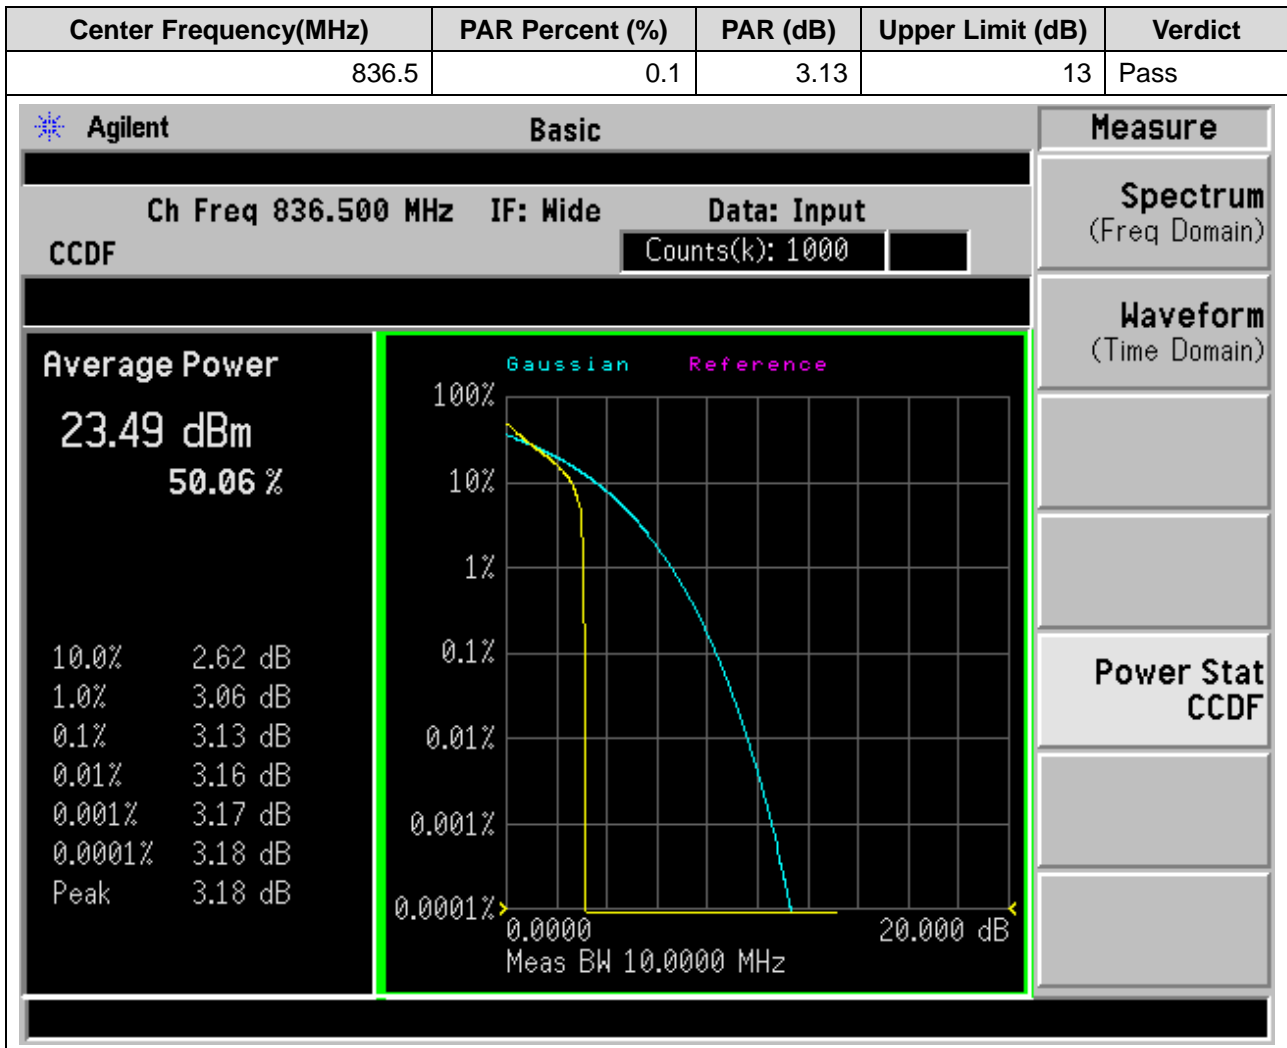 Center Frequency(MHz) PAR Percent (%) PAR (dB) Upper Limit (dB) Verdict
836.5 0.1 3.13 13 Pass
Agilent Basic Measure
Ch Freq 836.500 MHz IF: Wide Data: Input
CCDF Counts(k): 1000
Spectrum
(Freq Domain)
Waveform
(Time Domain)
Power Stat
CCDF
Average Power
23.49 dBm
50.06 %
10.0% 2.62 dB
1.0% 3.06 dB
0.1% 3.13 dB
0.01% 3.16 dB
0.001% 3.17 dB
0.0001% 3.18 dB
Peak 3.18 dB
Gaussian Reference
100%
10%
1%
0.1%
0.01%
0.001%
0.0001%
0.0000 20.000 dB
Meas BW 10.0000 MHz